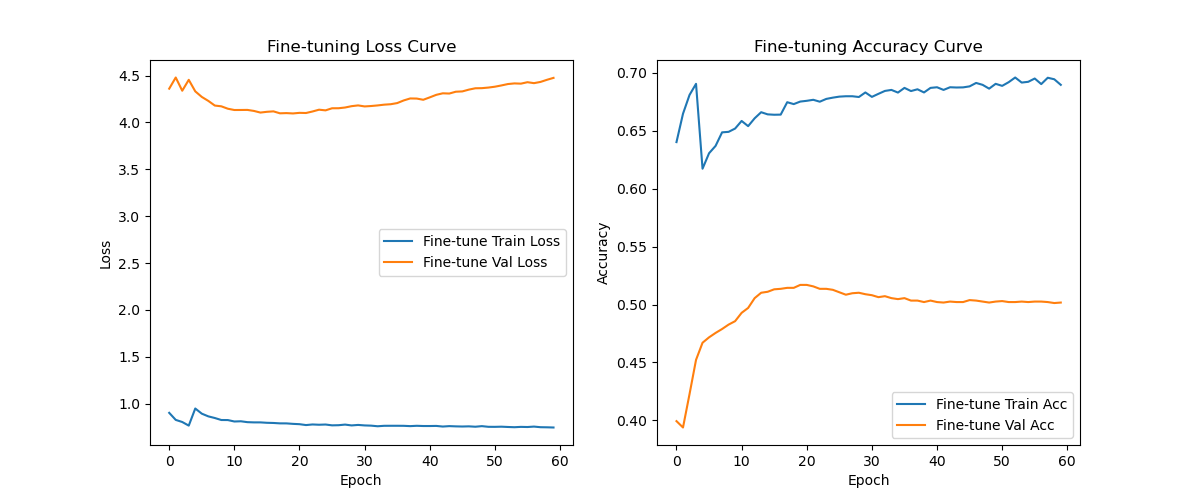 Fine-tuning Loss Curve
4.5
4.0
3.5
3.0
2.5
2.0
1.5
1.0
Loss
Fine-tune Train Loss
Fine-tune Val Loss
0 10 20 30 40 50 60
Epoch
Fine-tuning Accuracy Curve
0.70
0.65
0.60
0.55
0.50
0.45
0.40
Accuracy
Fine-tune Train Acc
Fine-tune Val Acc
0 10 20 30 40 50 60
Epoch